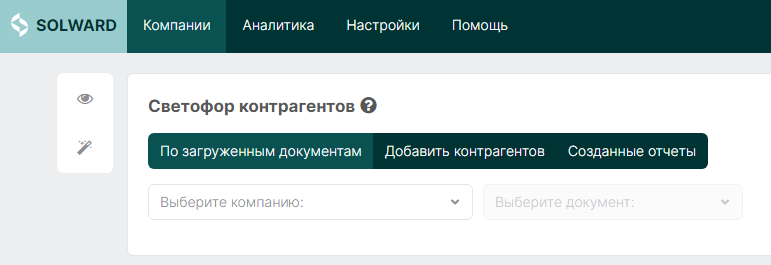 SOLWARD Компании Аналитика Настройки Помощь
Светофор контрагентов ?
По загруженным документам Добавить контрагентов Созданные отчеты
Выберите компанию: Выберите документ: